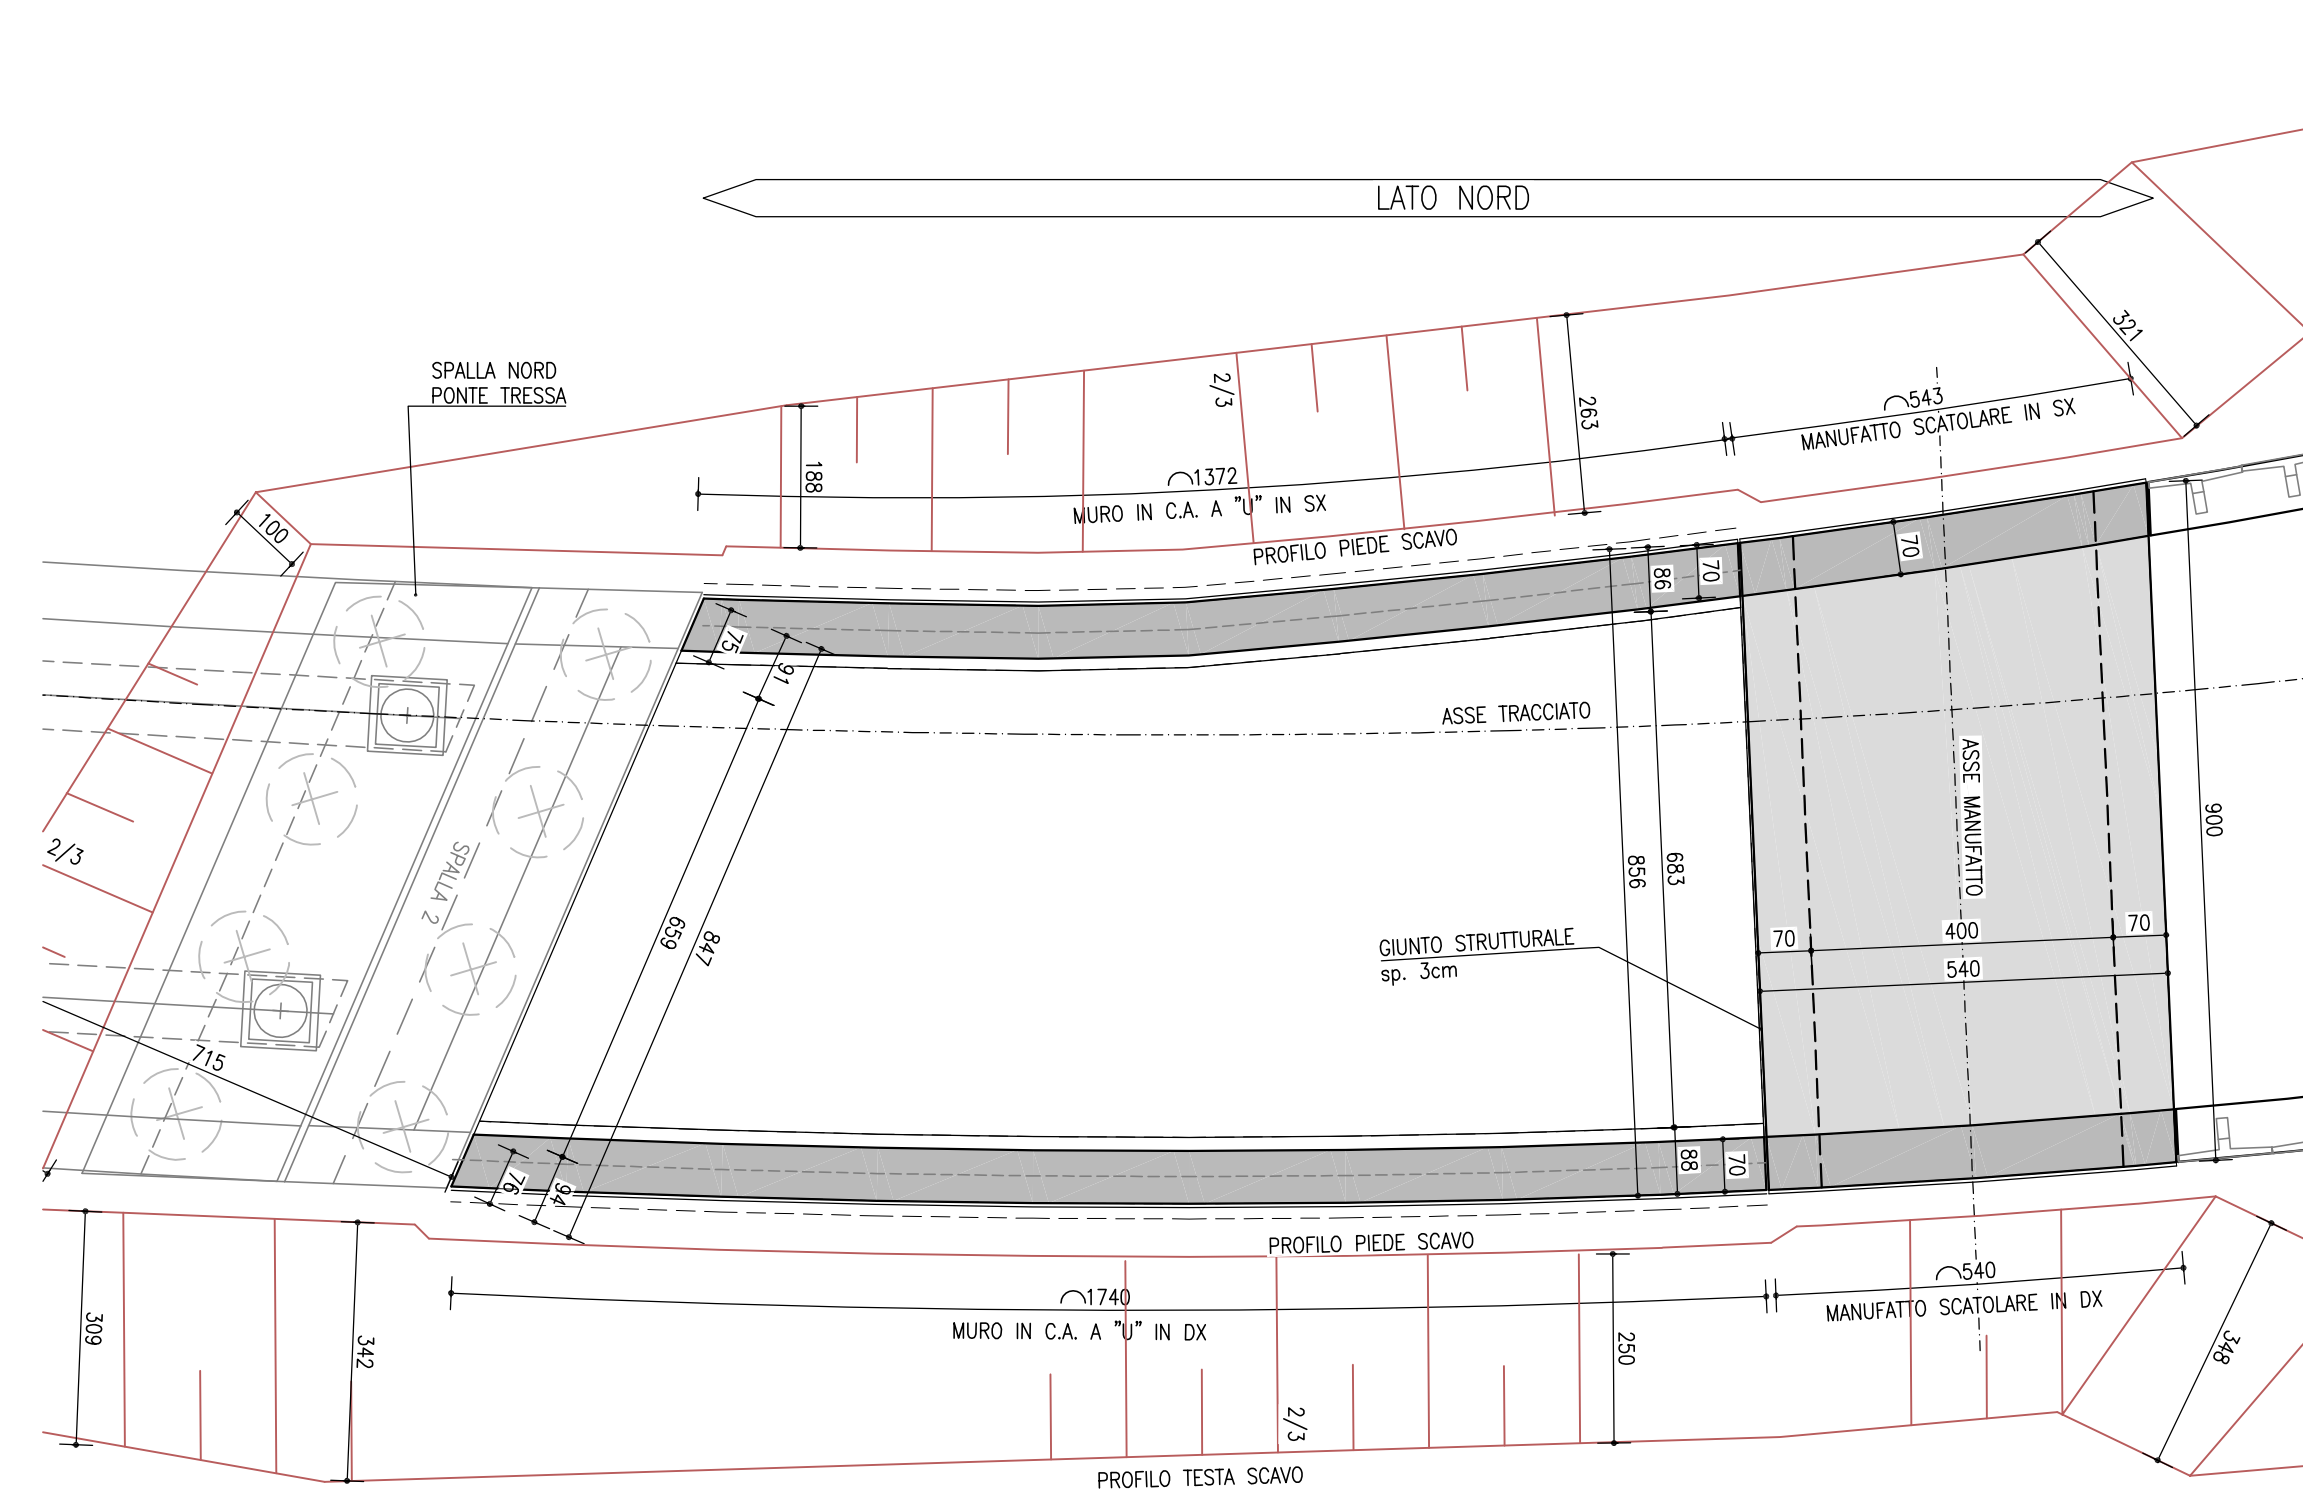 LATO NORD
SPALLA NORD
PONTE TRESSA
100
188
2/3
263
321
1372
MURO IN C.A. A "U" IN SX
543
MANUFATTO SCATOLARE IN SX
PROFILO PIEDE SCAVO
75
91
86
70
70
ASSE TRACCIATO
ASSE MANUFATTO
2/3
SPALLA 2
659
847
856
683
900
GIUNTO STRUTTURALE
sp. 3cm
70
400
70
540
715
76
94
88
70
PROFILO PIEDE SCAVO
1740
MURO IN C.A. A "U" IN DX
540
MANUFATTO SCATOLARE IN DX
309
342
250
348
2/3
PROFILO TESTA SCAVO